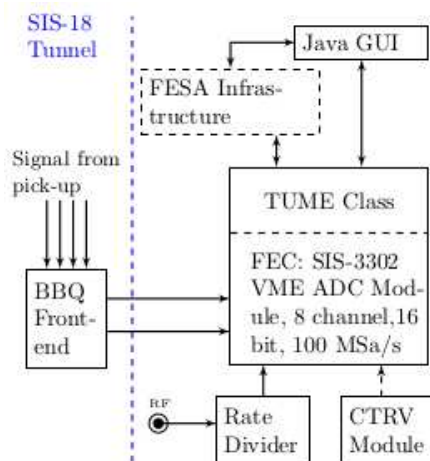 SIS-18
Tunnel
Java GUI
FESA Infras-
tructure
Signal from
pick-up
TUME Class
BBQ
Front-
end
FEC: SIS-3302
VME ADC Mod-
ule, 8 channel,16
bit, 100 MSa/s
RF
Rate
Divider
CTRV
Module